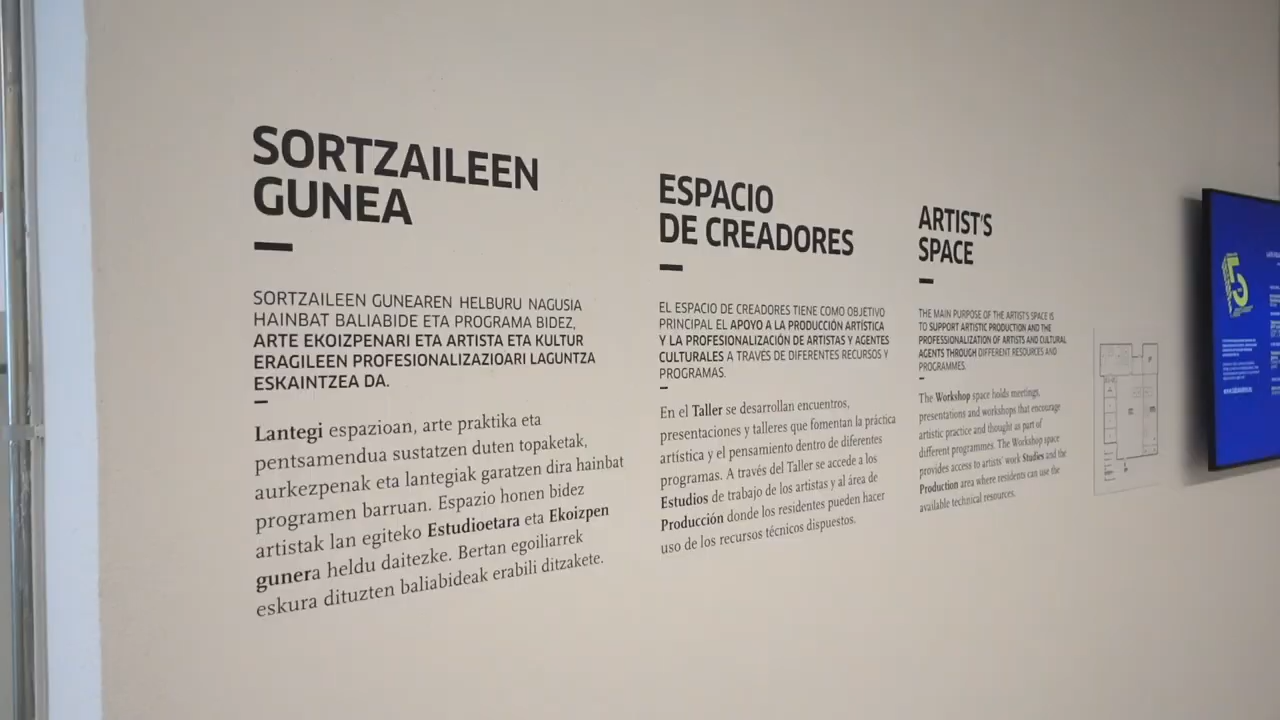 SORTZAILEEN
GUNEA
SORTZAILEEN GUNEAREN HELBURU NAGUSIA
HAINBAT BALIABIDE ETA PROGRAMA BIDEZ,
ARTE EKOIZPENARI ETA ARTISTA ETA KULTUR
ERAGILEEN PROFESIONALIZAZIOARI LAGUNTZA
ESKAINTZEA DA.
Lantegi espazioan, arte praktika eta
pentsamendua sustatzen duten topaketak,
aurkezpenak eta lantegiak garatzen dira hainbat
programen barruan. Espazio honen bidez
artistak lan egiteko Estudioetara eta Ekoizpen
gunera heldu daitezke. Bertan egoiliarrek
eskura dituzten baliabideak erabili ditzakete.
ESPACIO
DE CREADORES
EL ESPACIO DE CREADORES TIENE COMO OBJETIVO
PRINCIPAL EL APOYO A LA PRODUCCIÓN ARTÍSTICA
Y LA PROFESIONALIZACIÓN DE ARTISTAS Y AGENTES
CULTURALES A TRAVÉS DE DIFERENTES RECURSOS Y
PROGRAMAS.
En el Taller se desarrollan encuentros,
presentaciones y talleres que fomentan la práctica
artística y el pensamiento dentro de diferentes
programas. A través del Taller se accede a los
Estudios de trabajo de los artistas y al área de
Producción donde los residentes pueden hacer
uso de los recursos técnicos dispuestos.
ARTIST'S
SPACE
THE MAIN PURPOSE OF THE ARTIST'S SPACE IS
TO SUPPORT ARTISTIC PRODUCTION AND THE
PROFESSIONALIZATION OF ARTISTS AND CULTURAL
AGENTS THROUGH DIFFERENT RESOURCES AND
PROGRAMMES.
The Workshop space holds meetings,
presentations and workshops that encourage
artistic practice and thought as part of
different programmes. The Workshop space
provides access to artists' work Studies and the
Production area where residents can use the
available technical resources.
5